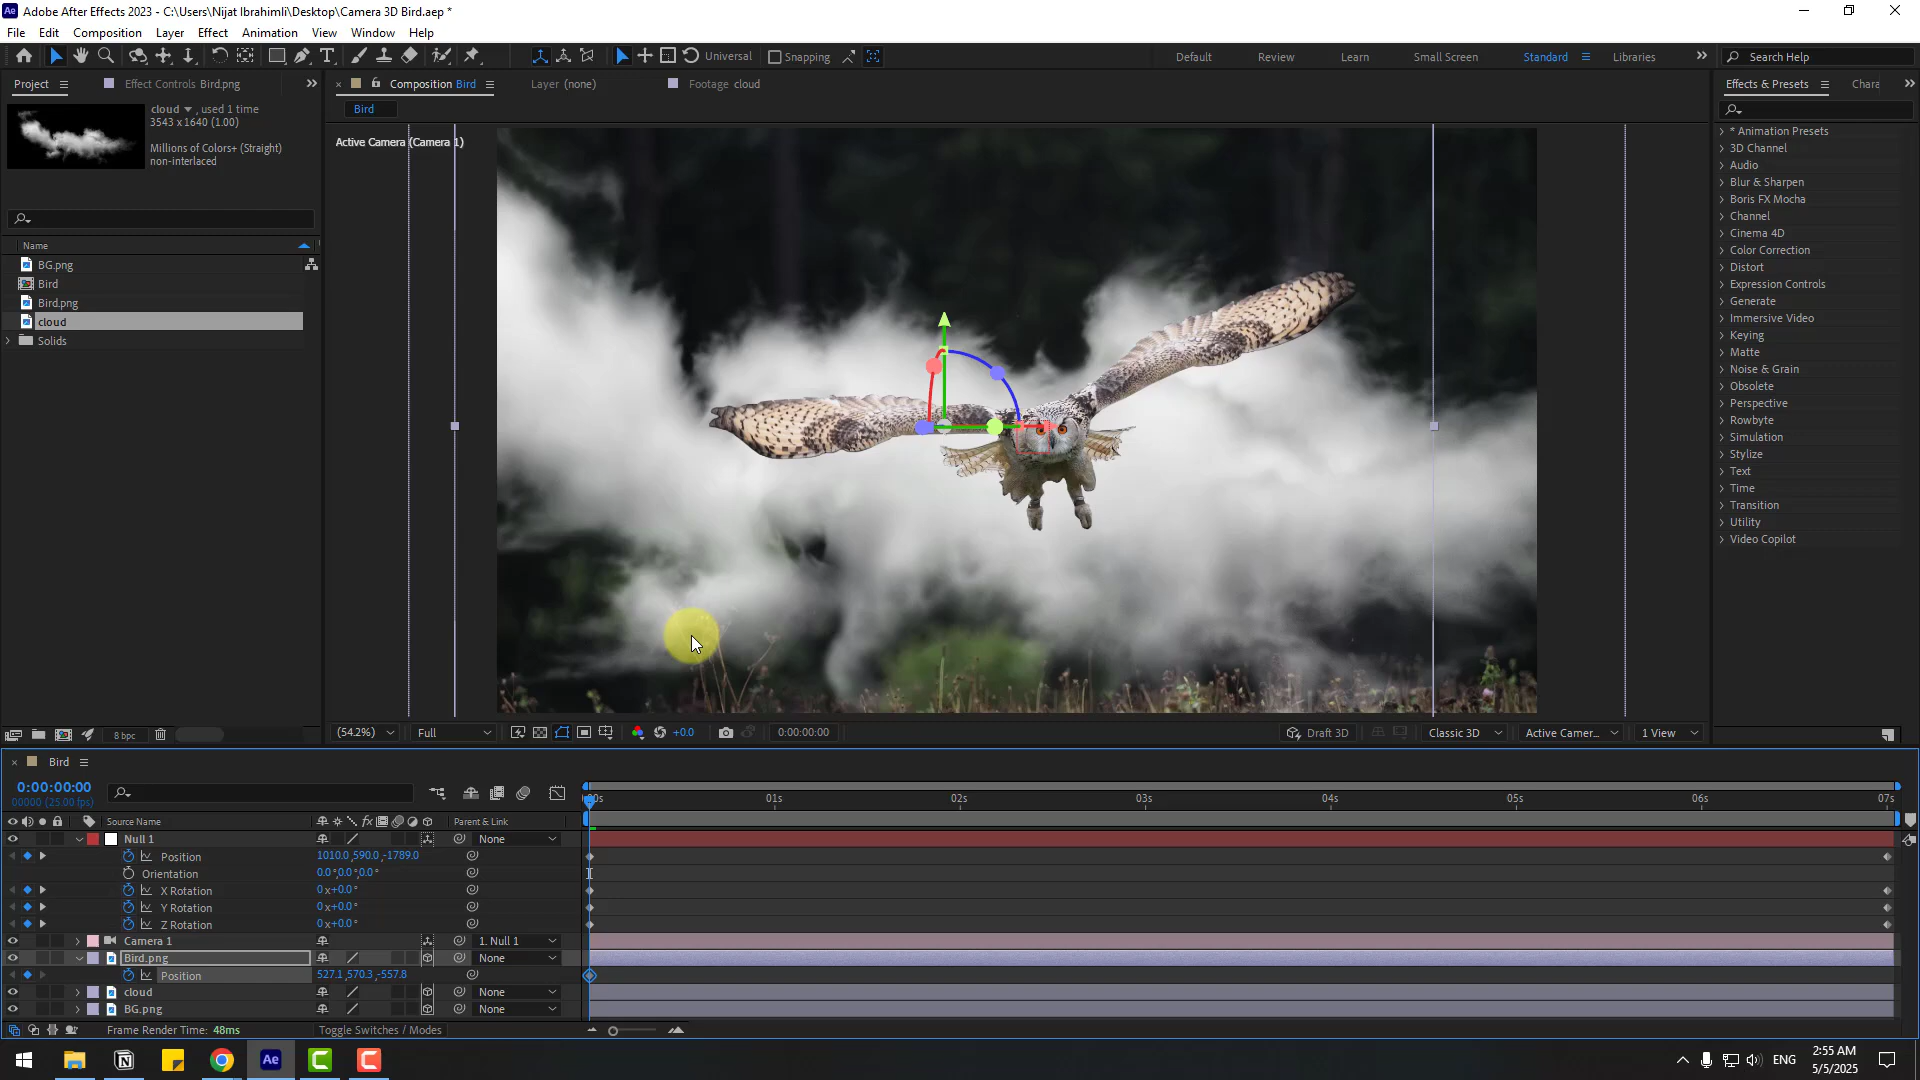 Adobe After Effects 2023 - C:\Users\Nijat Ibrahimli\Desktop\Camera 3D Bird.aep *
File Edit Composition Layer Effect Animation View Window Help
Universal Snapping Default Review Learn Small Screen Standard Libraries Search Help
Project Effect Controls Bird.png Composition Bird Layer (none) Footage cloud Effects & Presets Chara
Bird
cloud , used 1 time
3543 x 1640 (1.00)
Millions of Colors+ (Straight)
non-interlaced
Name
BG.png
Bird
Bird.png
cloud
Solids
8 bpc
Active Camera (Camera 1)
(54.2%) Full +0.0 0:00:00:00 Draft 3D Classic 3D Active Camer... 1 View
* Animation Presets
3D Channel
Audio
Blur & Sharpen
Boris FX Mocha
Channel
Cinema 4D
Color Correction
Distort
Expression Controls
Generate
Immersive Video
Keying
Matte
Noise & Grain
Obsolete
Perspective
Rowbyte
Simulation
Stylize
Text
Time
Transition
Utility
Video Copilot
Bird
0:00:00:00
00000 (25.00 fps)
00s 01s 02s 03s 04s 05s 06s 07s
Source Name Parent & Link
Null 1 None
Position 1010.0,590.0,-1789.0
Orientation 0.0°,0.0°,0.0°
X Rotation 0x+0.0°
Y Rotation 0x+0.0°
Z Rotation 0x+0.0°
Camera 1 1. Null 1
Bird.png None
Position 527.1,570.3,-557.8
cloud None
BG.png None
Frame Render Time: 48ms Toggle Switches / Modes
Ae
ENG
2:55 AM
5/5/2025